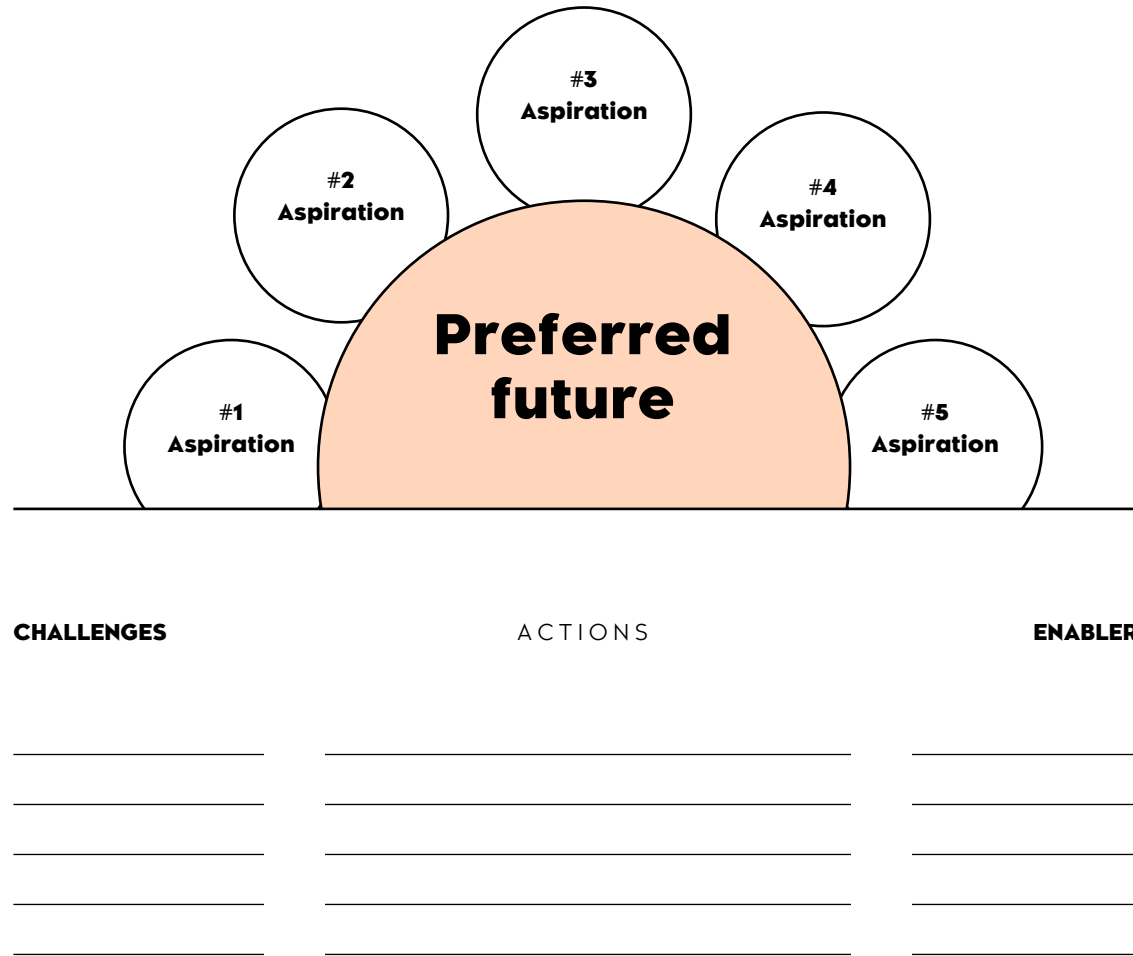 #3
Aspiration
#2
Aspiration
#4
Aspiration
Preferred
future
#1
Aspiration
#5
Aspiration
CHALLENGES
ACTIONS
ENABLER